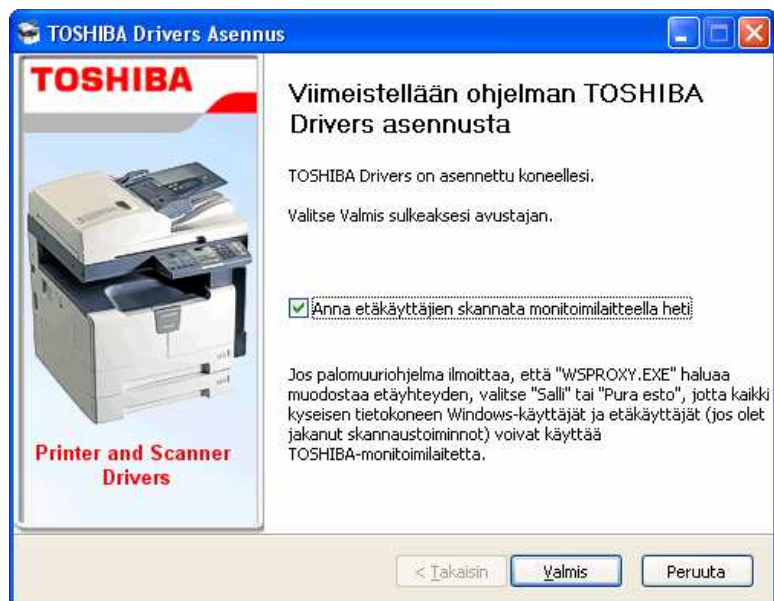 TOSHIBA Drivers Asennus
TOSHIBA
Viimeistellään ohjelman TOSHIBA
Drivers asennusta
TOSHIBA Drivers on asennettu koneellesi.
Valitse Valmis sulkeaksesi avustajan.
Anna etäkäyttäjien skannata monitoimilaitteella heti
Jos palomuuriohjelma ilmoittaa, että "WSPROXY.EXE" haluaa
muodostaa etäyhteyden, valitse "Salli" tai "Pura esto", jotta kaikki
kyseisen tietokoneen Windows-käyttäjät ja etäkäyttäjät (jos olet
jakanut skannaustoiminnot) voivat käyttää
TOSHIBA-monitoimilaitetta.
Printer and Scanner
Drivers
< Takaisin
Valmis
Peruuta